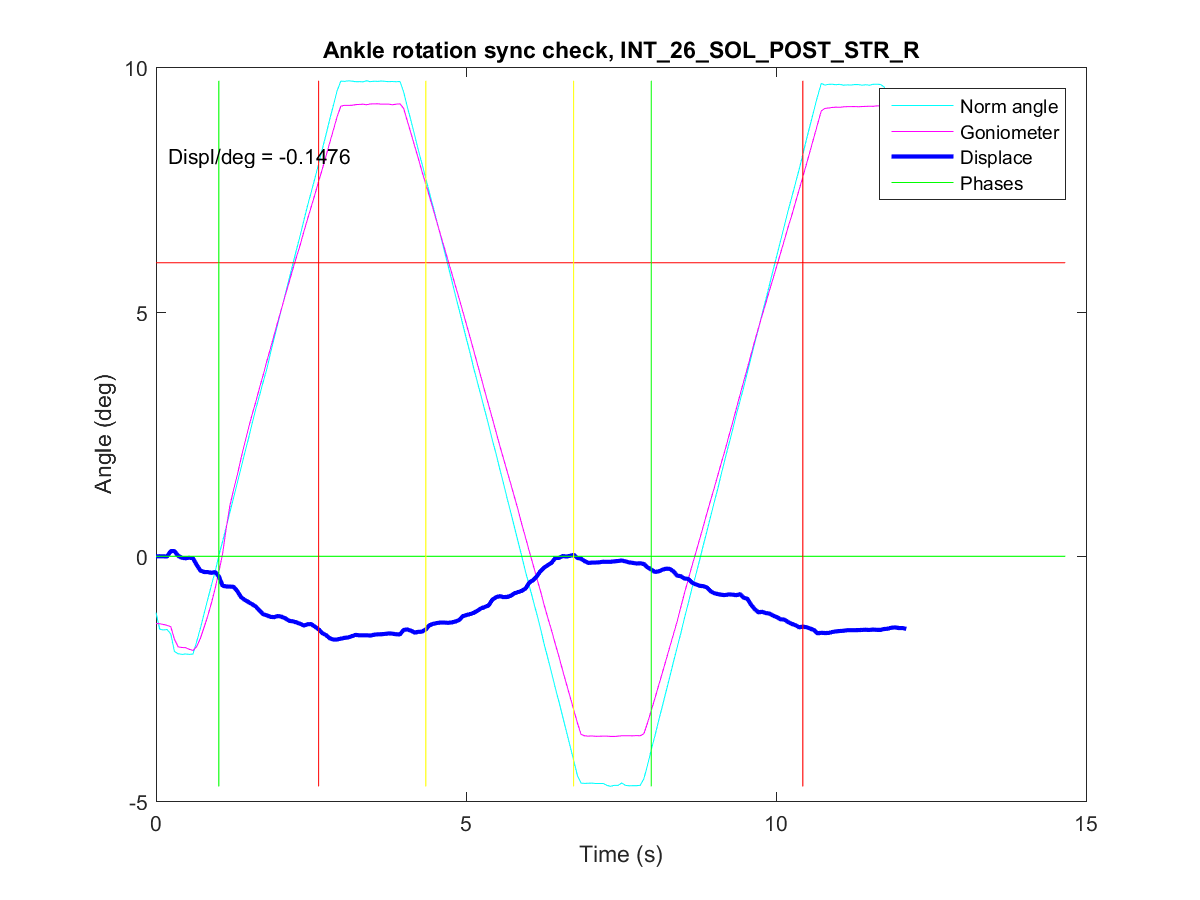 Ankle rotation sync check, INT_26_SOL_POST_STR_R
10
Displ/deg = -0.1476
Norm angle
Goniometer
Displace
Phases
5
Angle (deg)
0
-5
0 5 10 15
Time (s)